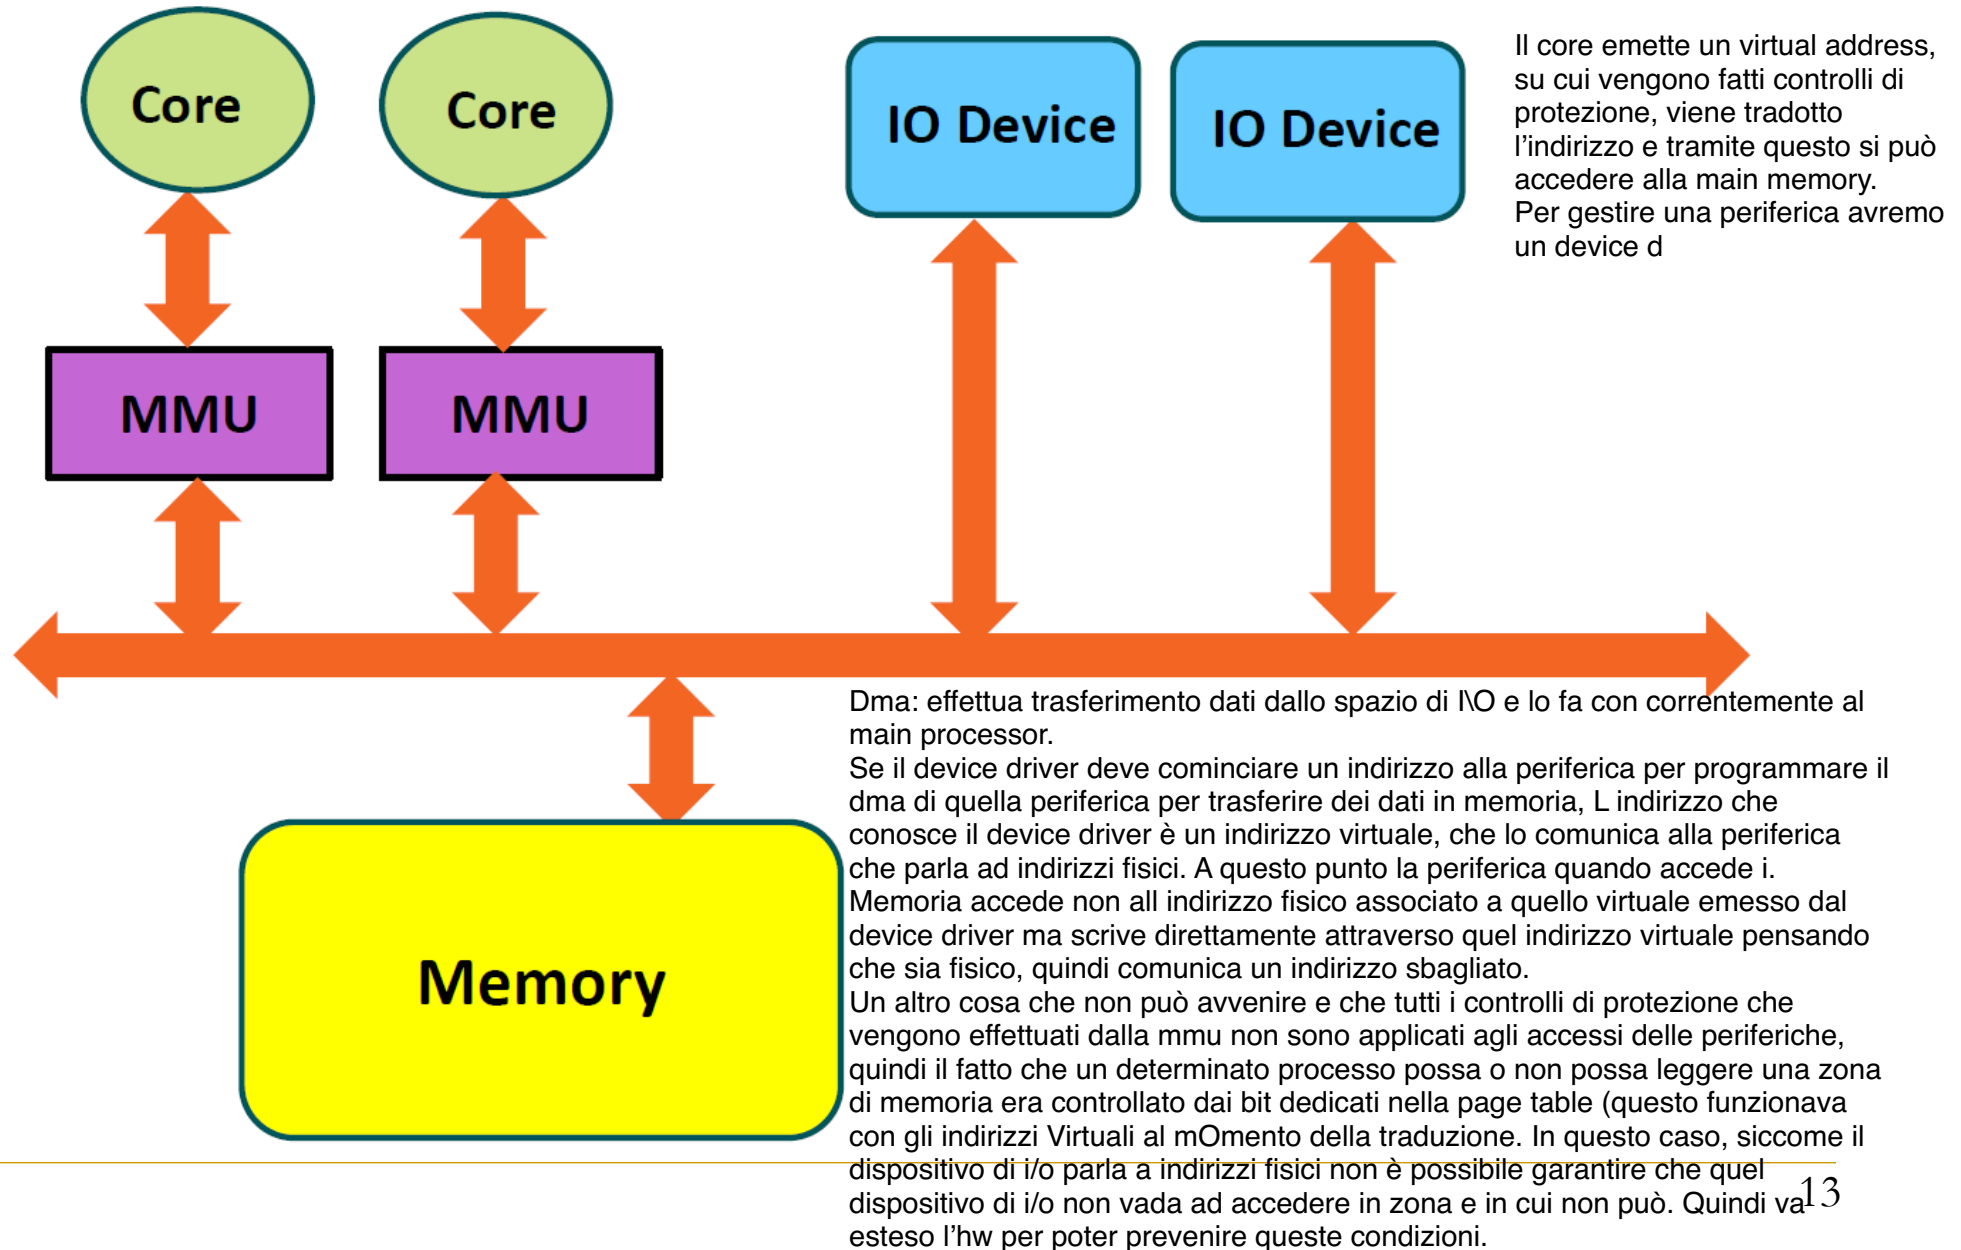 Core
Core
IO Device
IO Device
Il core emette un virtual address,
su cui vengono fatti controlli di
protezione, viene tradotto
l'indirizzo e tramite questo si può
accedere alla main memory.
Per gestire una periferica avremo
un device d
MMU
MMU
Dma: effettua trasferimento dati dallo spazio di I\O e lo fa con correntemente al
main processor.
Se il device driver deve cominciare un indirizzo alla periferica per programmare il
dma di quella periferica per trasferire dei dati in memoria, L indirizzo che
conosce il device driver è un indirizzo virtuale, che lo comunica alla periferica
che parla ad indirizzi fisici. A questo punto la periferica quando accede i.
Memoria accede non all indirizzo fisico associato a quello virtuale emesso dal
device driver ma scrive direttamente attraverso quel indirizzo virtuale pensando
che sia fisico, quindi comunica un indirizzo sbagliato.
Un altro cosa che non può avvenire e che tutti i controlli di protezione che
vengono effettuati dalla mmu non sono applicati agli accessi delle periferiche,
quindi il fatto che un determinato processo possa o non possa leggere una zona
di memoria era controllato dai bit dedicati nella page table (questo funzionava
con gli indirizzi Virtuali al mOmento della traduzione. In questo caso, siccome il
dispositivo di i/o parla a indirizzi fisici non è possibile garantire che quel
dispositivo di i/o non vada ad accedere in zona e in cui non può. Quindi va
esteso l'hw per poter prevenire queste condizioni.
Memory
13